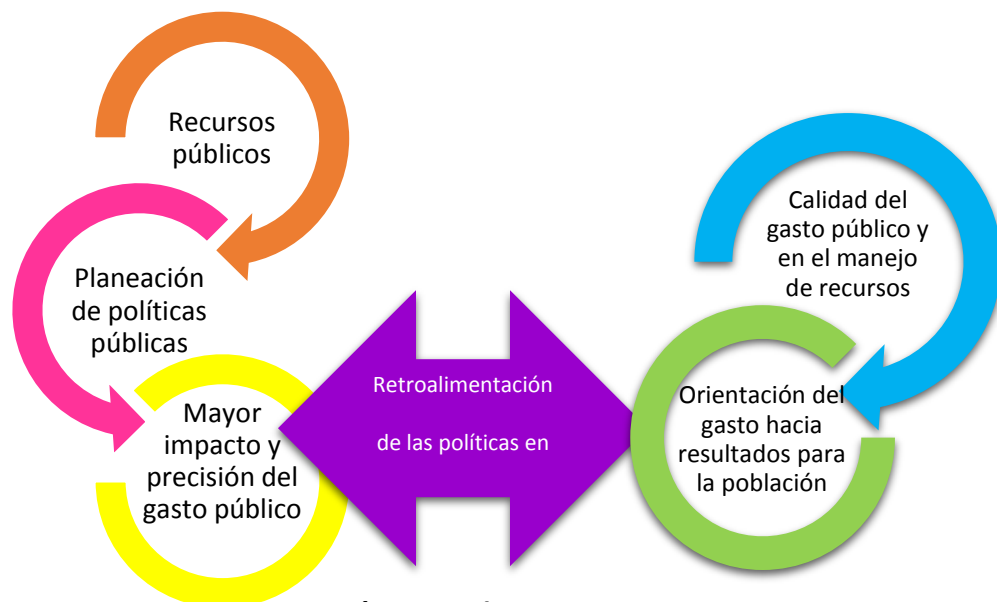 Recursos
públicos
Planeación
de políticas
públicas
Mayor
impacto y
precisión del
gasto público
Retroalimentación
de las políticas en
Calidad del
gasto público y
en el manejo
de recursos
Orientación del
gasto hacia
resultados para
la población